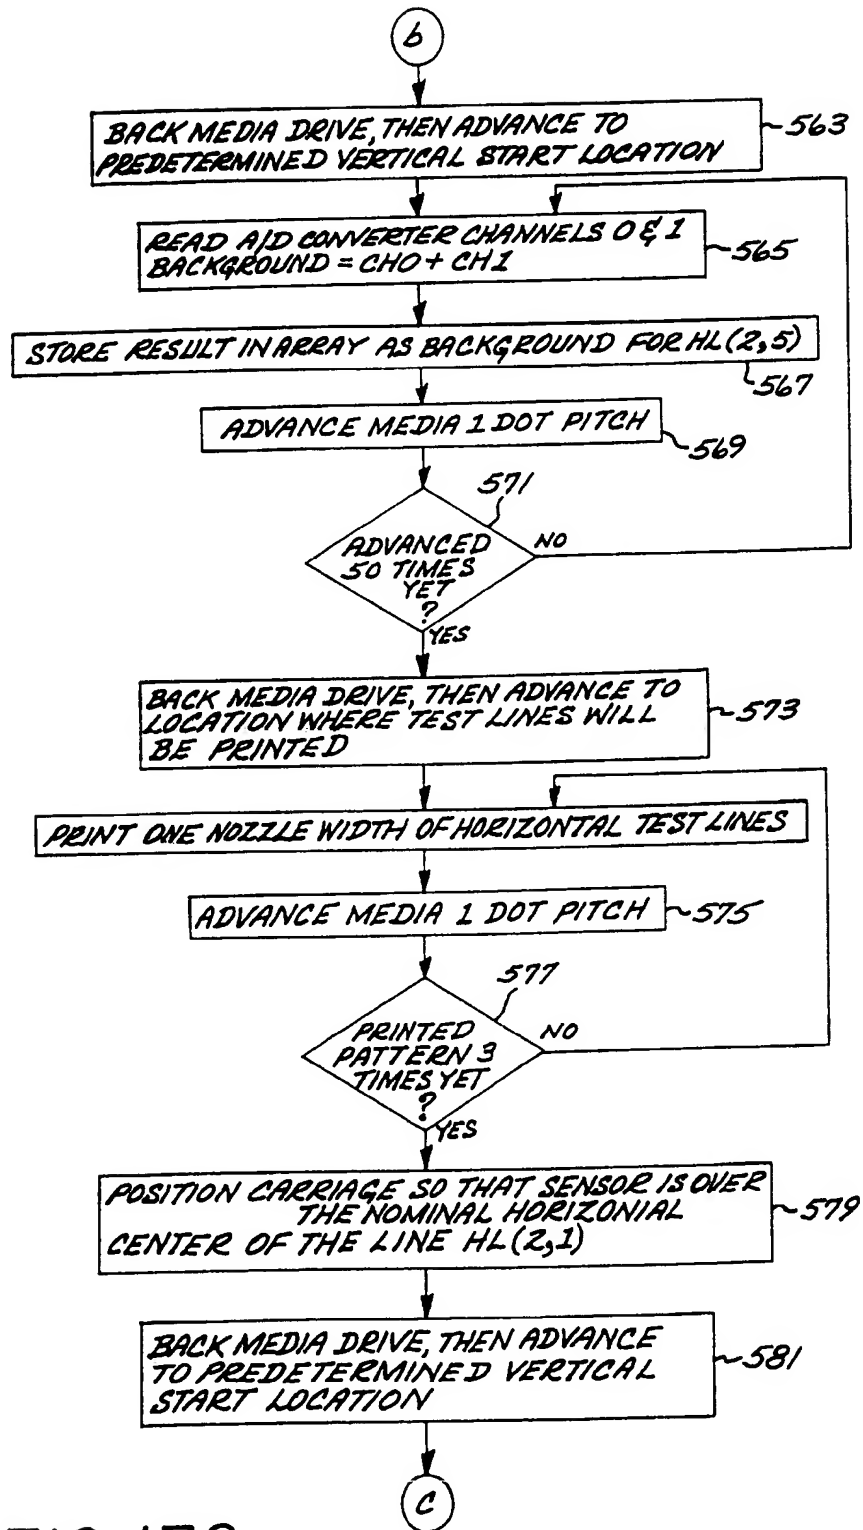 b
BACK MEDIA DRIVE, THEN ADVANCE TO
PREDETERMINED VERTICAL START LOCATION
563
READ A/D CONVERTER CHANNELS 0 & 1
BACKGROUND = CH0 + CH1
565
STORE RESULT IN ARRAY AS BACKGROUND FOR HL(2,5)
567
ADVANCE MEDIA 1 DOT PITCH
569
571
ADVANCED
50 TIMES
YET
?
NO
YES
BACK MEDIA DRIVE, THEN ADVANCE TO
LOCATION WHERE TEST LINES WILL
BE PRINTED
573
PRINT ONE NOZZLE WIDTH OF HORIZONTAL TEST LINES
ADVANCE MEDIA 1 DOT PITCH
575
577
PRINTED
PATTERN 3
TIMES YET
?
NO
YES
POSITION CARRIAGE SO THAT SENSOR IS OVER
THE NOMINAL HORIZONIAL
CENTER OF THE LINE HL(2,1)
579
BACK MEDIA DRIVE, THEN ADVANCE
TO PREDETERMINED VERTICAL
START LOCATION
581
C